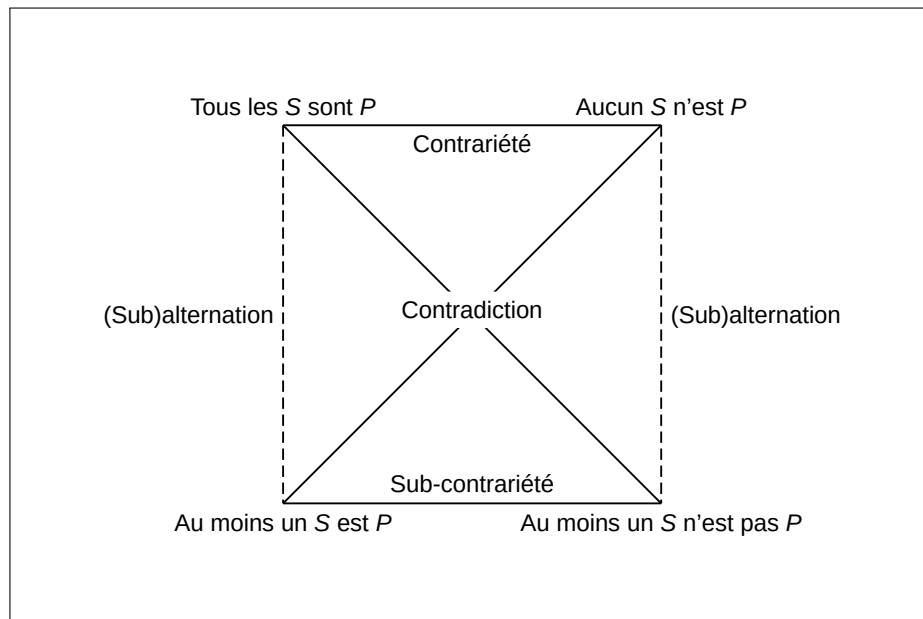 Tous les S sont P
Aucun S n’est P
Contrariété
(Sub)alternation
Contradiction
(Sub)alternation
Sub-contrariété
Au moins un S est P
Au moins un S n’est pas P